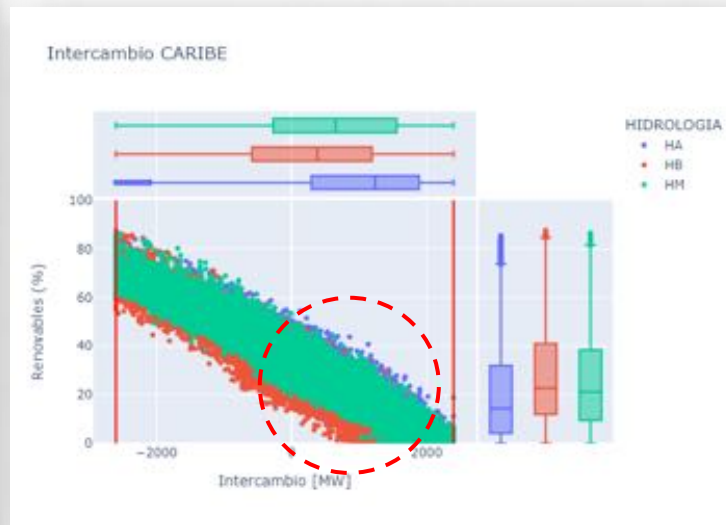 Intercambio CARIBE
HIDROLOGIA
HA
HB
HM
100
80
60
40
20
0
Renovables (%)
−2000
0
2000
Intercambio [MW]